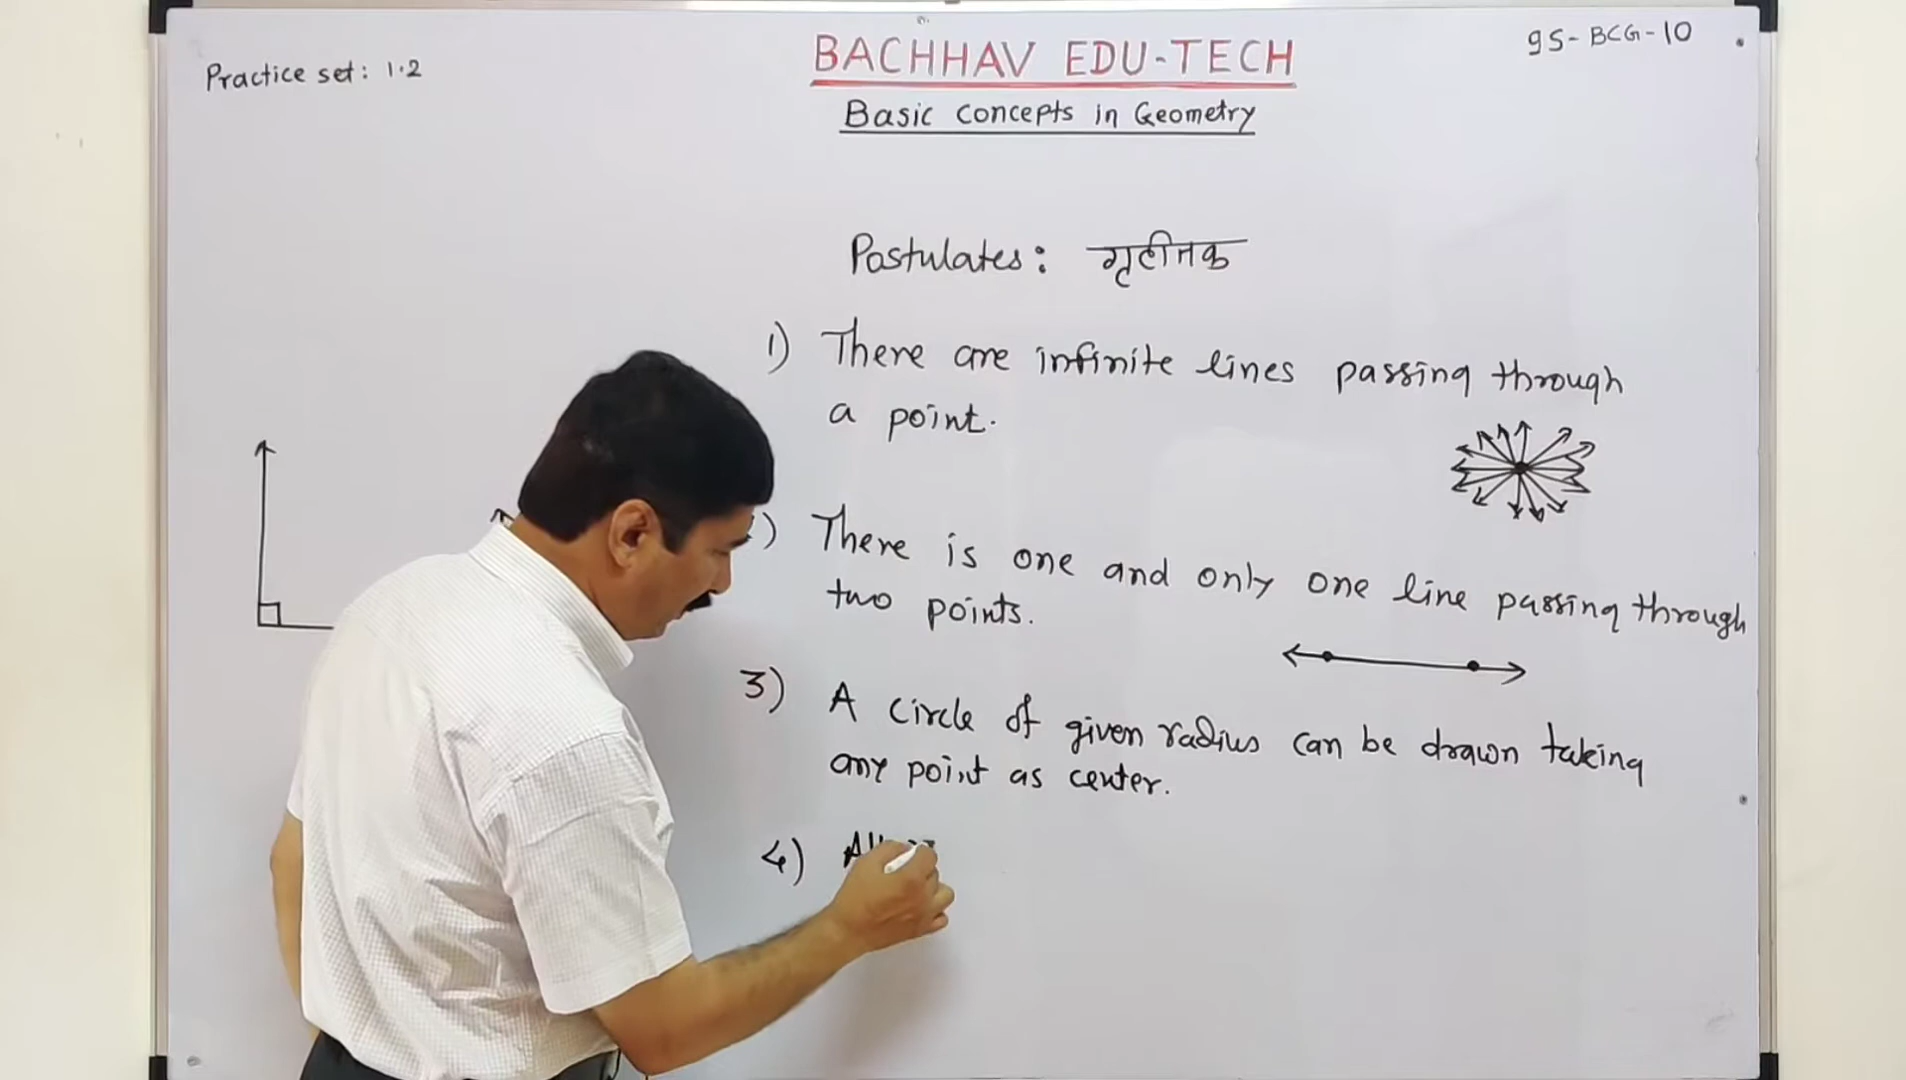 Practice set: 1.2
BACHHAV EDU-TECH
9S-BCG-10
Basic Concepts in Geometry
Postulates: गृहीतक
1) There are infinite lines passing through
a point.
) There is one and only one line passing through
two points.
3) A circle of given radius can be drawn taking
any point as center.
4) All